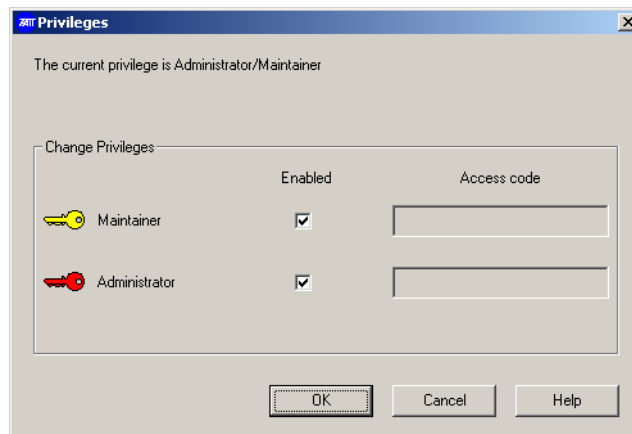 Privileges
The current privilege is Administrator/Maintainer
Change Privileges
Enabled Access code
Maintainer
Administrator
OK Cancel Help